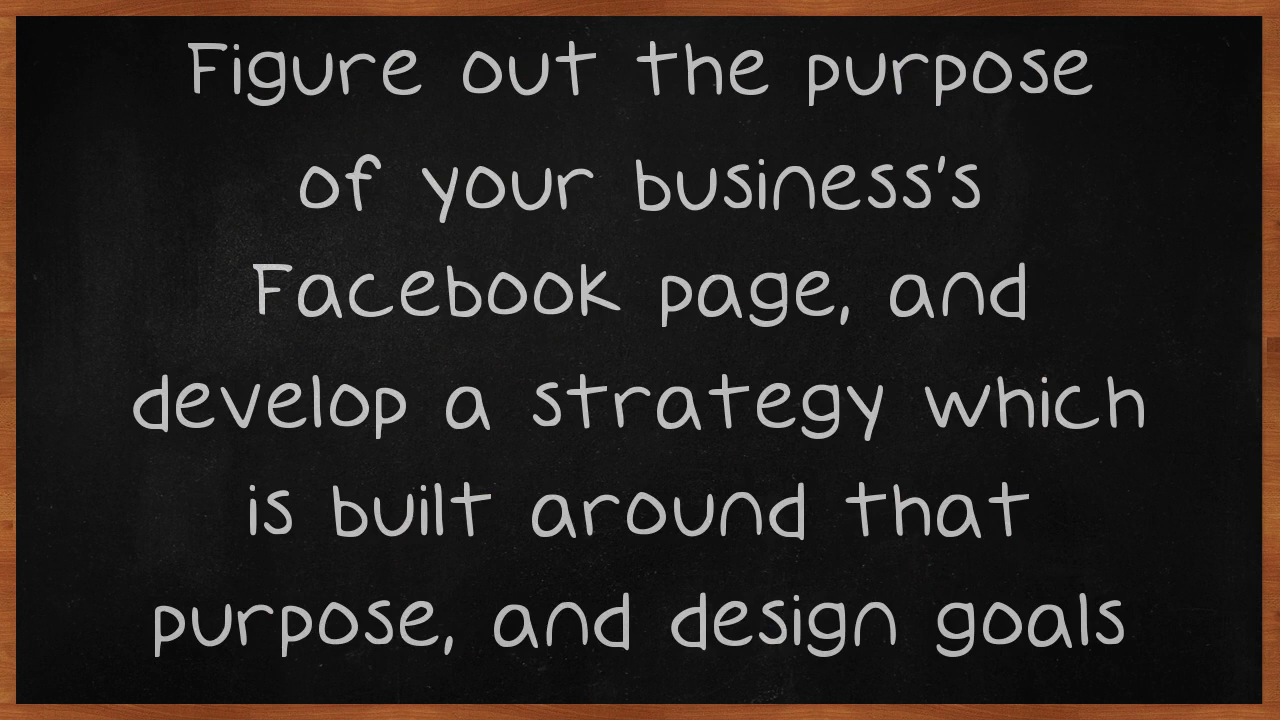 Figure out the purpose
of your business's
Facebook page, and
develop a strategy which
is built around that
purpose, and design goals